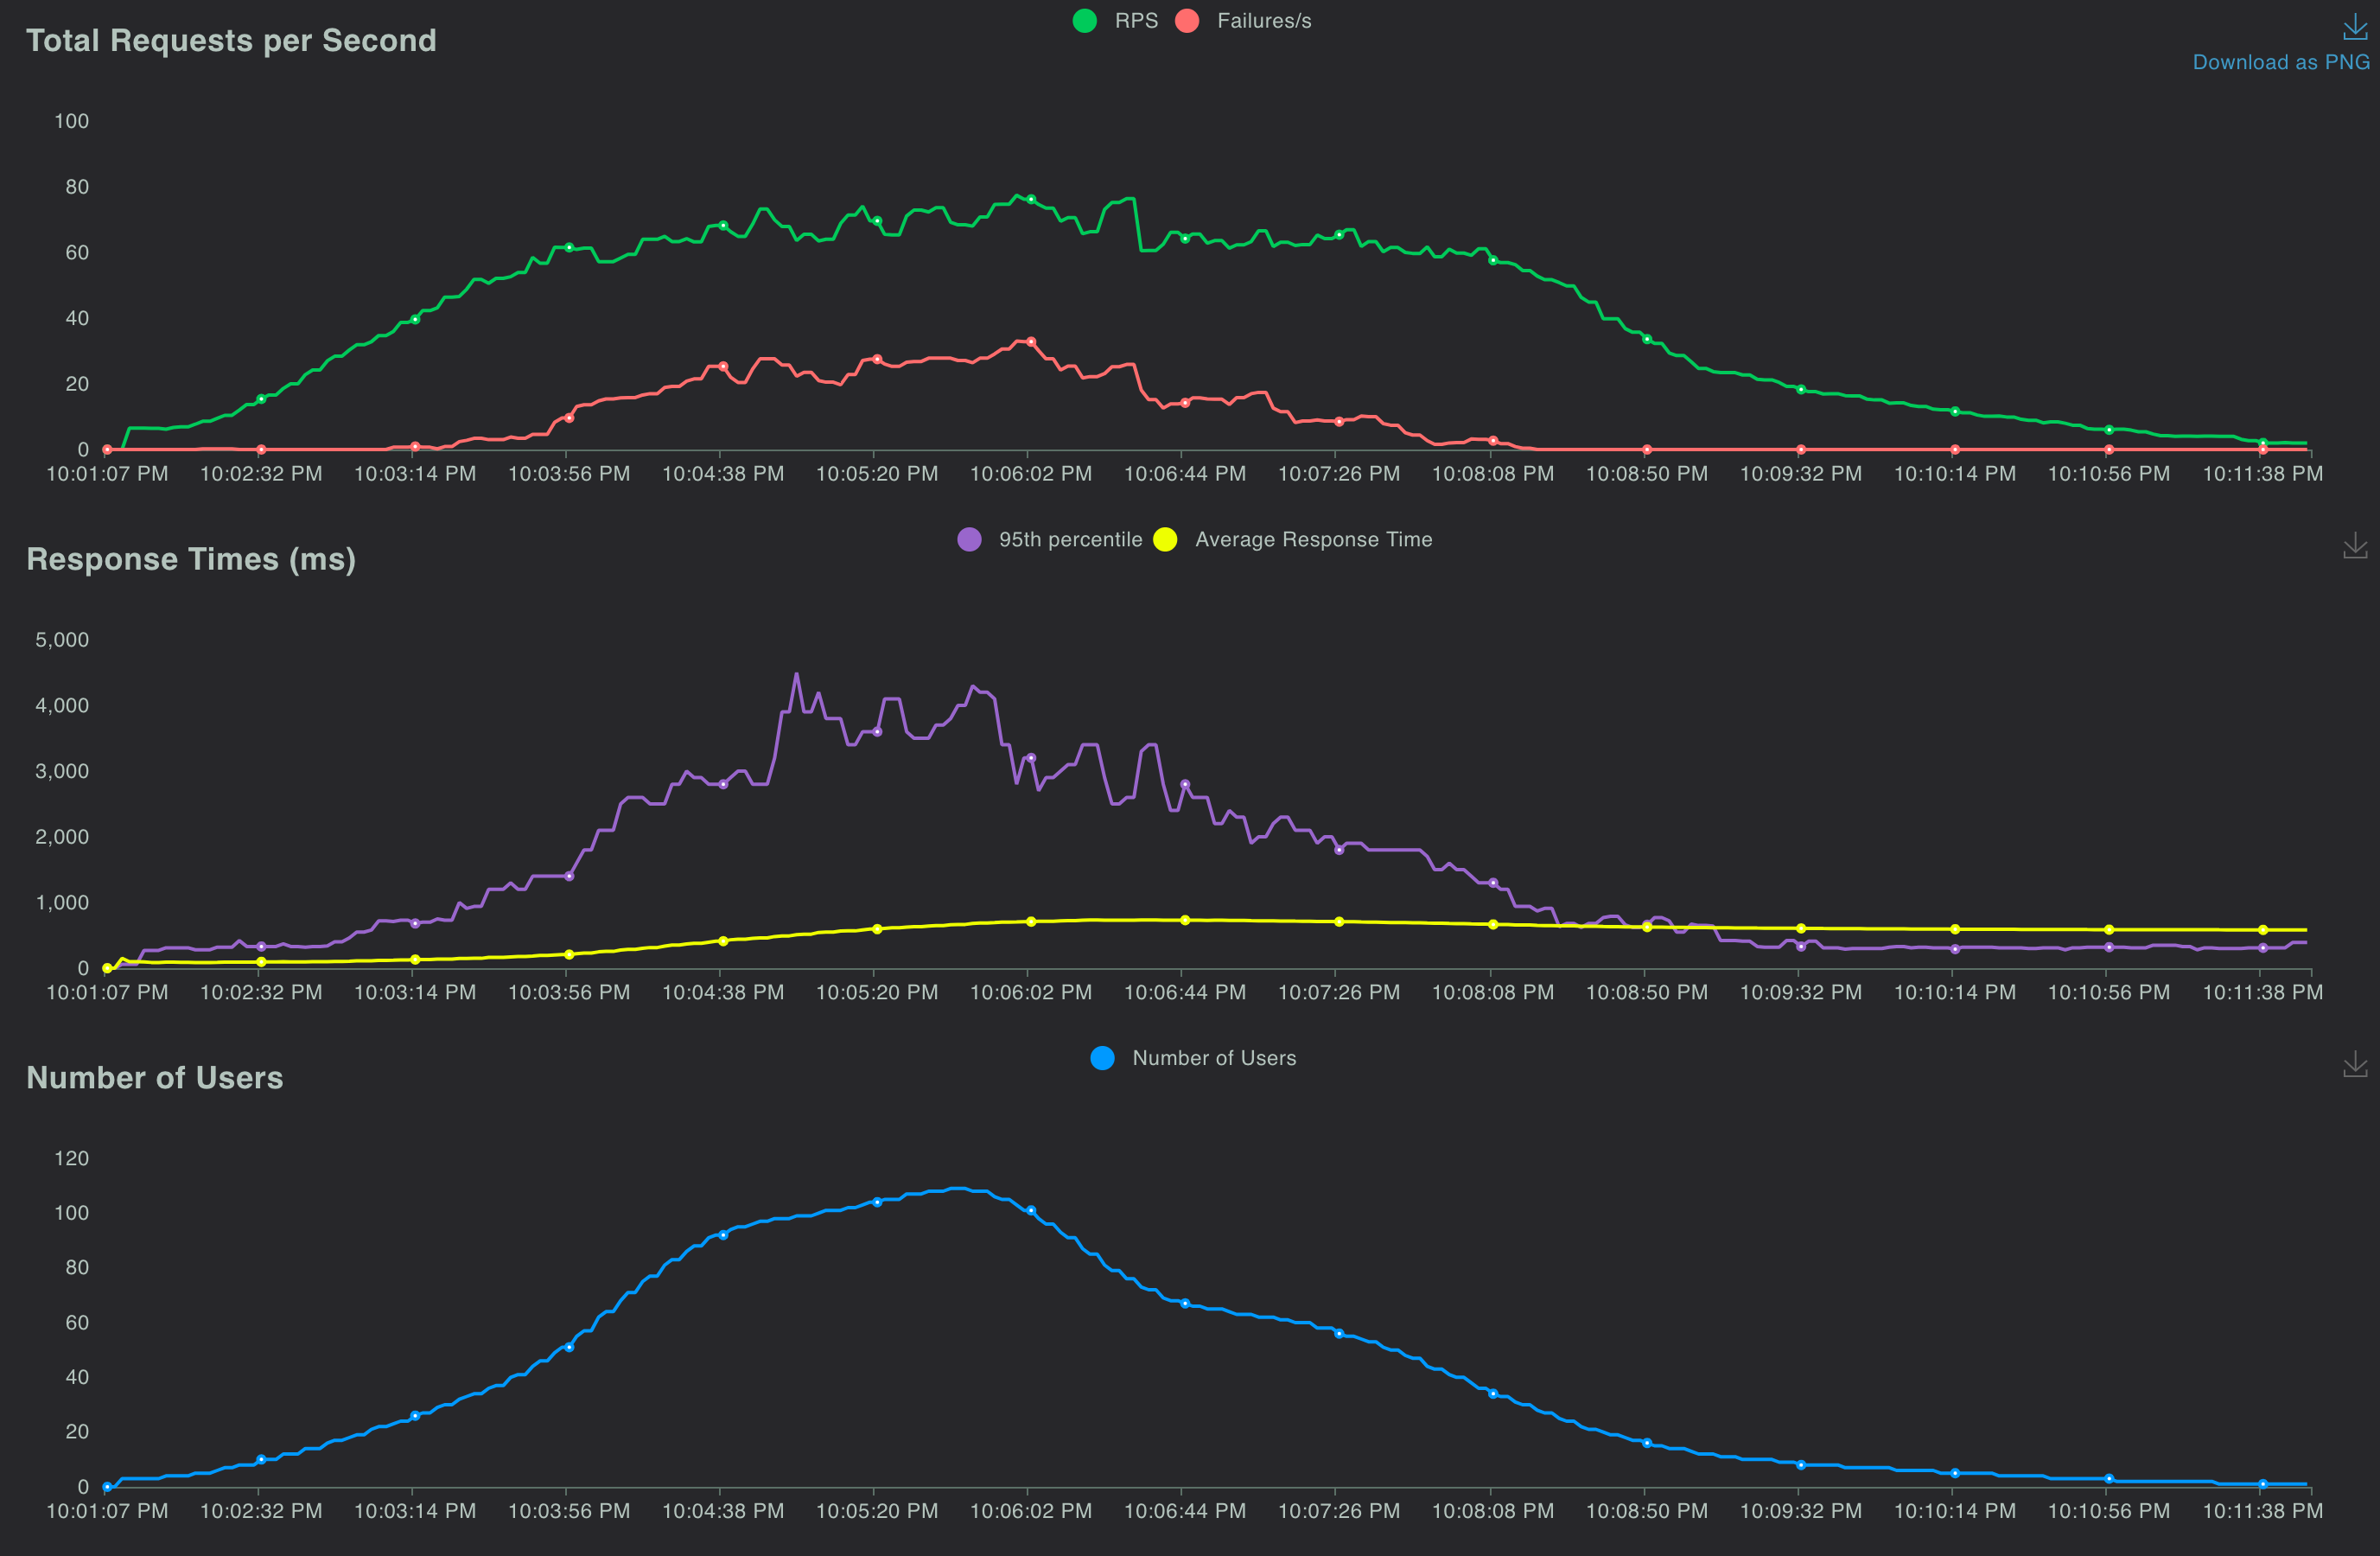 RPS Failures/s
Total Requests per Second
Download as PNG
100
80
60
40
20
0
10:01:07 PM 10:02:32 PM 10:03:14 PM 10:03:56 PM 10:04:38 PM 10:05:20 PM 10:06:02 PM 10:06:44 PM 10:07:26 PM 10:08:08 PM 10:08:50 PM 10:09:32 PM 10:10:14 PM 10:10:56 PM 10:11:38 PM
95th percentile Average Response Time
Response Times (ms)
5,000
4,000
3,000
2,000
1,000
0
10:01:07 PM 10:02:32 PM 10:03:14 PM 10:03:56 PM 10:04:38 PM 10:05:20 PM 10:06:02 PM 10:06:44 PM 10:07:26 PM 10:08:08 PM 10:08:50 PM 10:09:32 PM 10:10:14 PM 10:10:56 PM 10:11:38 PM
Number of Users
Number of Users
120
100
80
60
40
20
0
10:01:07 PM 10:02:32 PM 10:03:14 PM 10:03:56 PM 10:04:38 PM 10:05:20 PM 10:06:02 PM 10:06:44 PM 10:07:26 PM 10:08:08 PM 10:08:50 PM 10:09:32 PM 10:10:14 PM 10:10:56 PM 10:11:38 PM